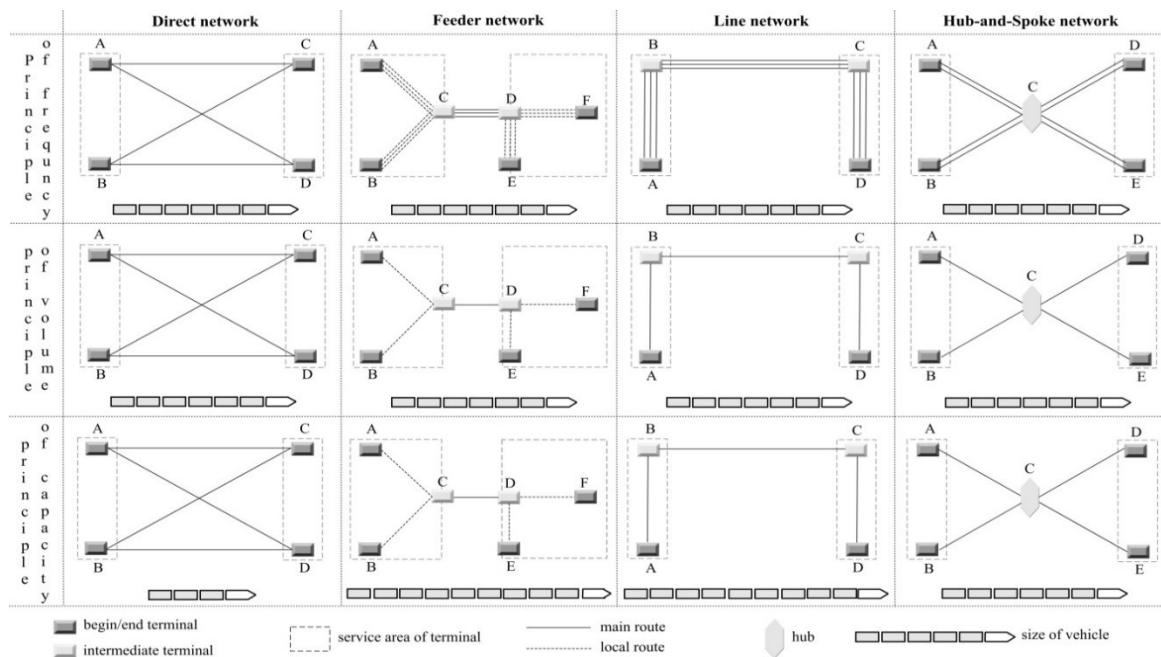 Direct network
Feeder network
Line network
Hub-and-Spoke network
Principle
of frequncy
A
C
B
D
A
C
D
F
B
E
B
C
A
D
A
D
C
B
E
principle
of volume
A
C
B
D
A
C
D
F
B
E
B
C
A
D
A
D
C
B
E
principle
of capacity
A
C
B
D
A
C
D
F
B
E
B
C
A
D
A
D
C
B
E
begin/end terminal
intermediate terminal
service area of terminal
main route
local route
hub
size of vehicle